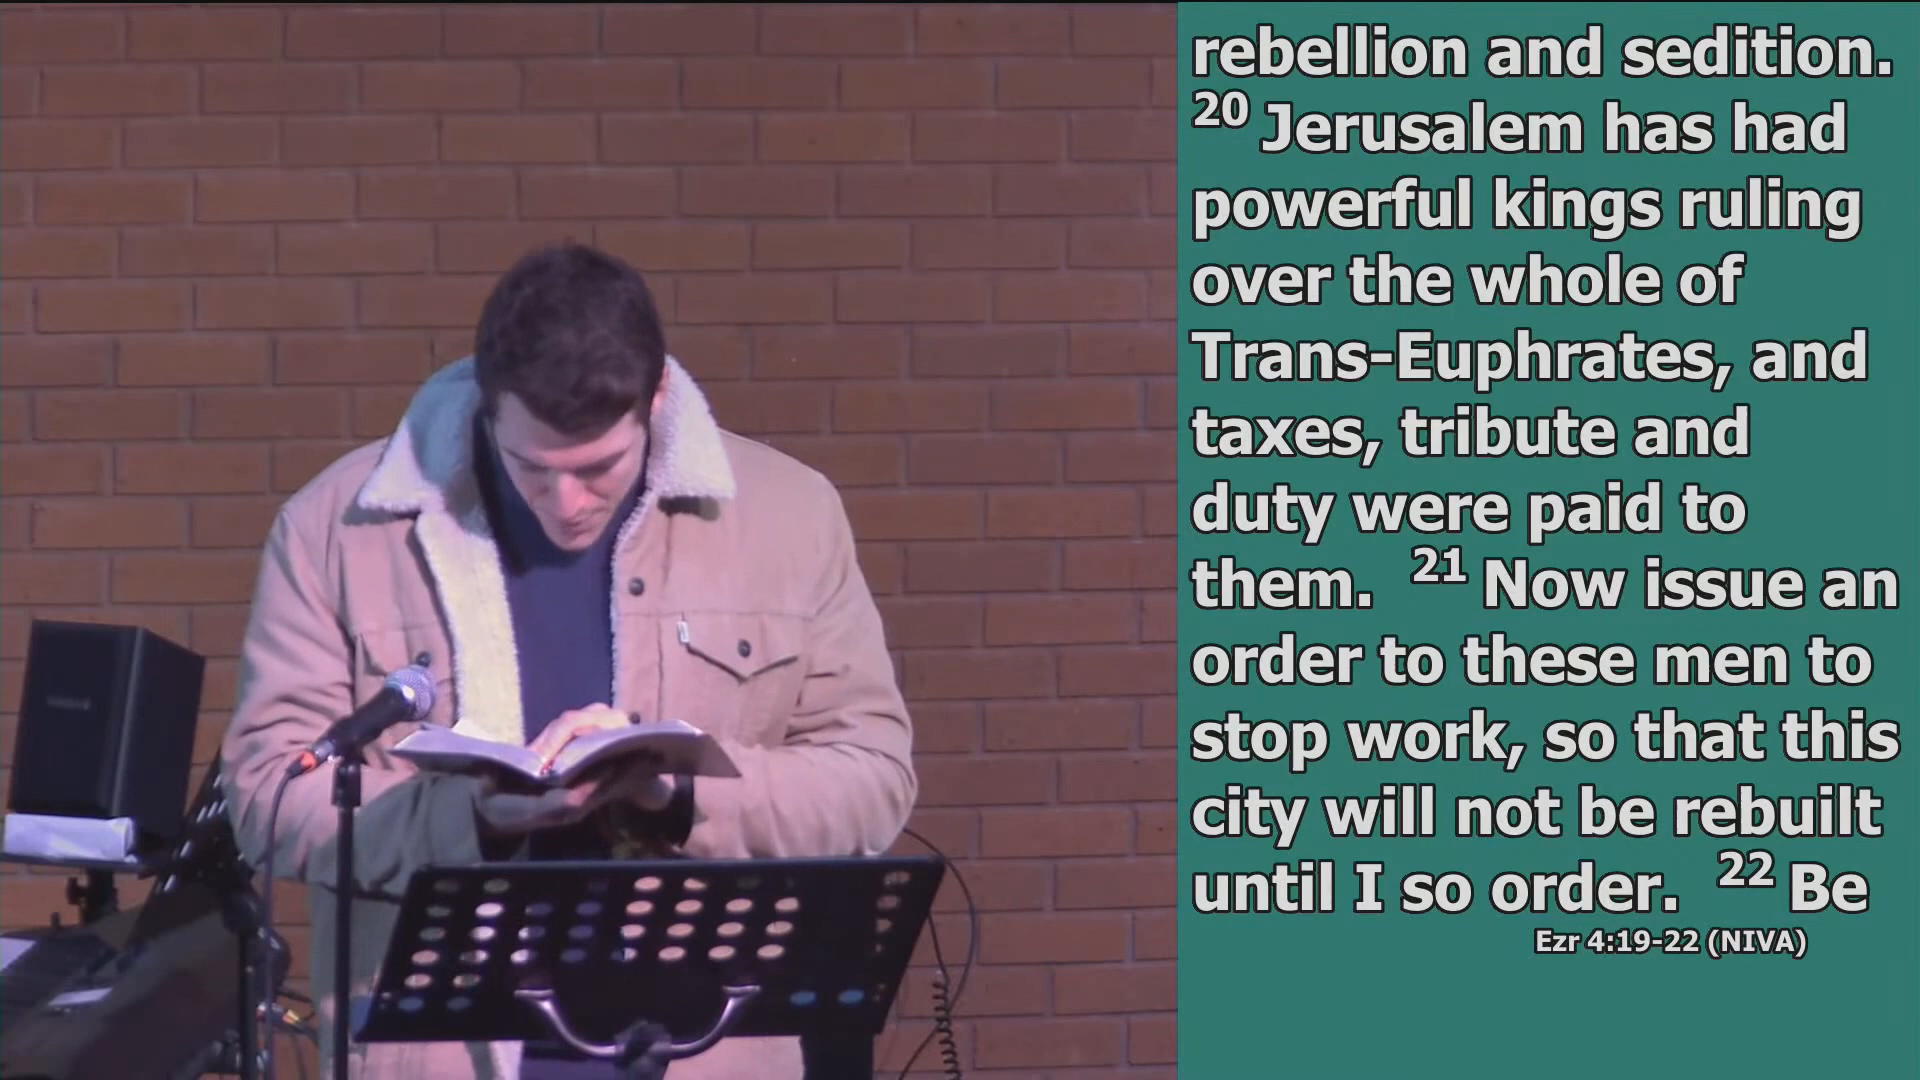 rebellion and sedition.
20 Jerusalem has had
powerful kings ruling
over the whole of
Trans-Euphrates, and
taxes, tribute and
duty were paid to
them. 21 Now issue an
order to these men to
stop work, so that this
city will not be rebuilt
until I so order. 22 Be
Ezr 4:19-22 (NIVA)